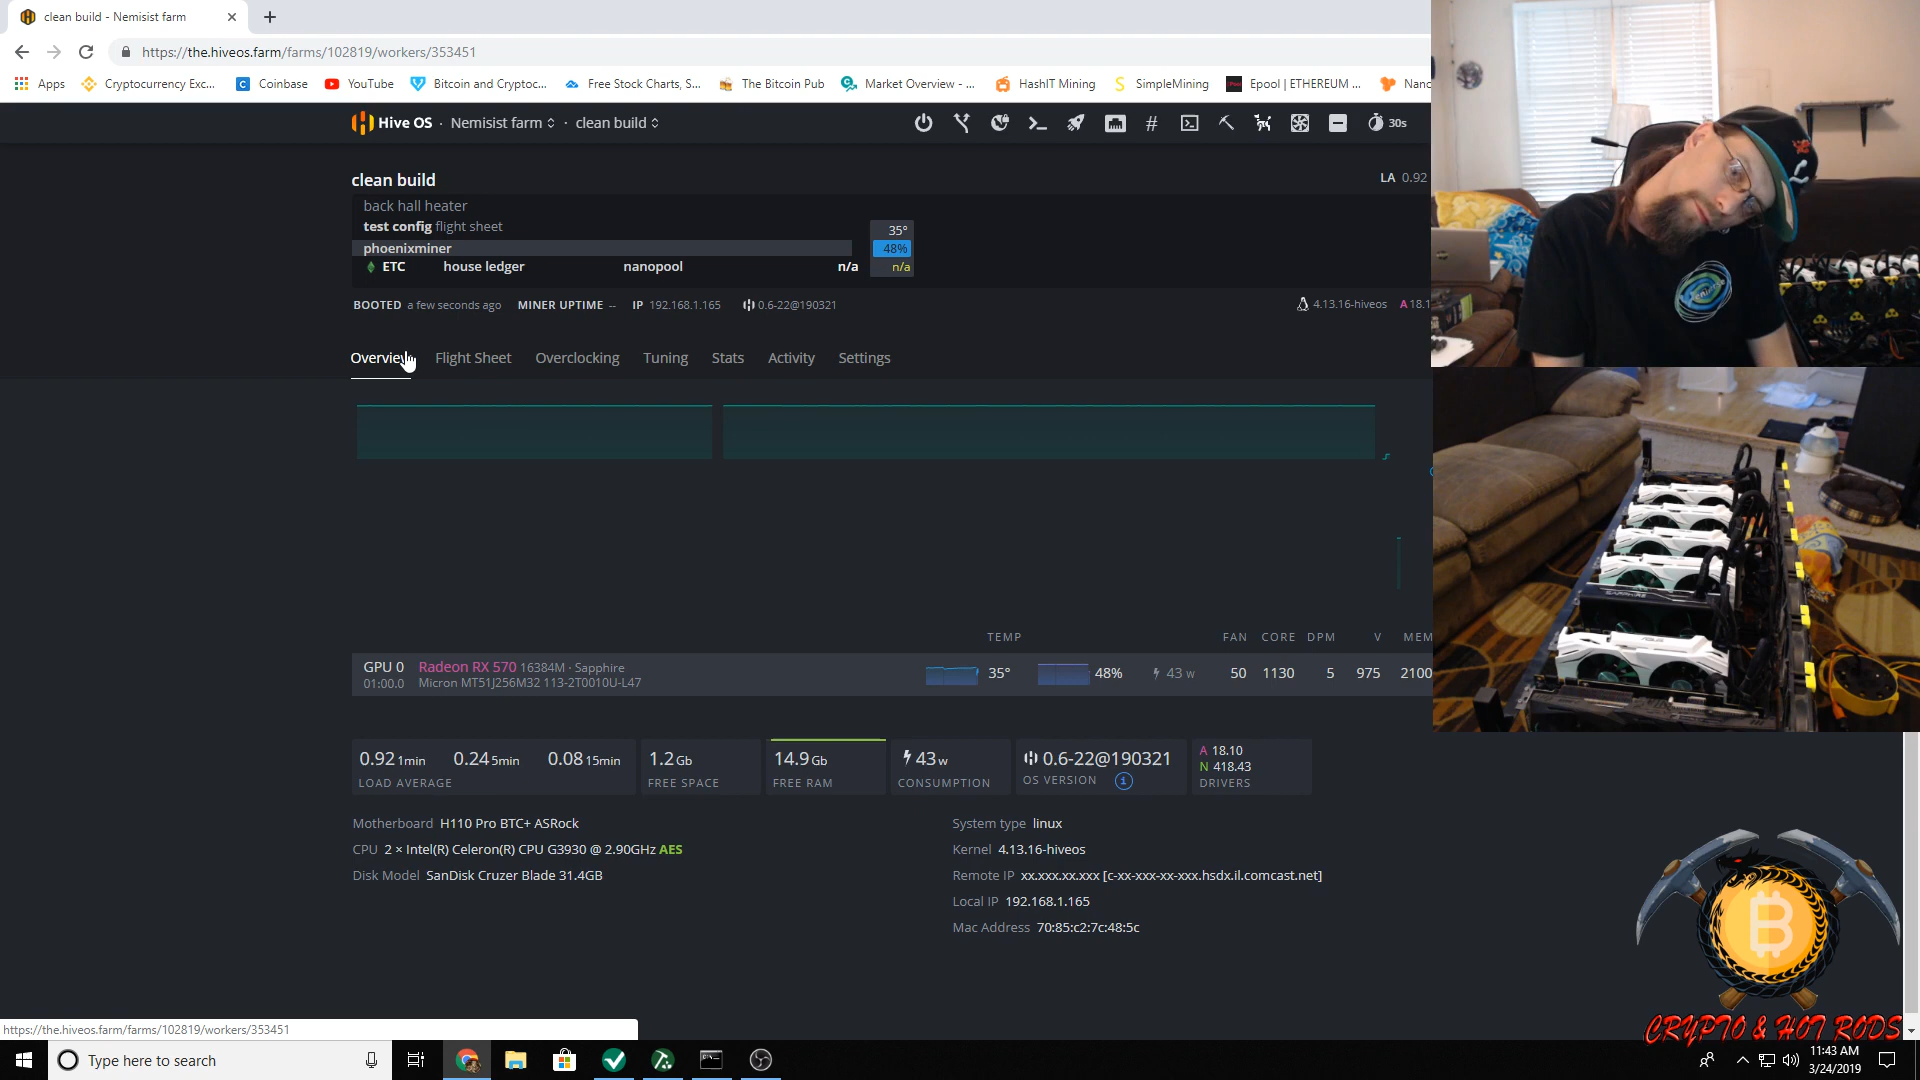 clean build - Nemisist farm
https://the.hiveos.farm/farms/102819/workers/353451
Apps Cryptocurrency Exc... Coinbase YouTube Bitcoin and Cryptoc... Free Stock Charts, S... The Bitcoin Pub Market Overview - ... HashIT Mining SimpleMining Epool | ETHEREUM ... Nanc
Hive OS · Nemisist farm · clean build 30s
clean build LA 0.92
back hall heater
test config flight sheet 35°
phoenixminer 48%
ETC house ledger nanopool n/a n/a
BOOTED a few seconds ago MINER UPTIME -- IP 192.168.1.165 0.6-22@190321 4.13.16-hiveos A 18.1
Overview Flight Sheet Overclocking Tuning Stats Activity Settings
TEMP FAN CORE DPM V MEM
GPU 0 Radeon RX 570 16384M · Sapphire
01:00.0 Micron MT51J256M32 113-2T0010U-L47
35° 48% 43 w 50 1130 5 975 2100
0.92 1min 0.24 5min 0.08 15min
LOAD AVERAGE
1.2 Gb
FREE SPACE
14.9 Gb
FREE RAM
43 w
CONSUMPTION
0.6-22@190321
OS VERSION
A 18.10
N 418.43
DRIVERS
Motherboard H110 Pro BTC+ ASRock
CPU 2 × Intel(R) Celeron(R) CPU G3930 @ 2.90GHz AES
Disk Model SanDisk Cruzer Blade 31.4GB
System type linux
Kernel 4.13.16-hiveos
Remote IP xx.xxx.xx.xxx [c-xx-xxx-xx-xxx.hsdx.il.comcast.net]
Local IP 192.168.1.165
Mac Address 70:85:c2:7c:48:5c
SAPPHIRE
CRYPTO & HOT RODS
https://the.hiveos.farm/farms/102819/workers/353451
Type here to search
11:43 AM
3/24/2019